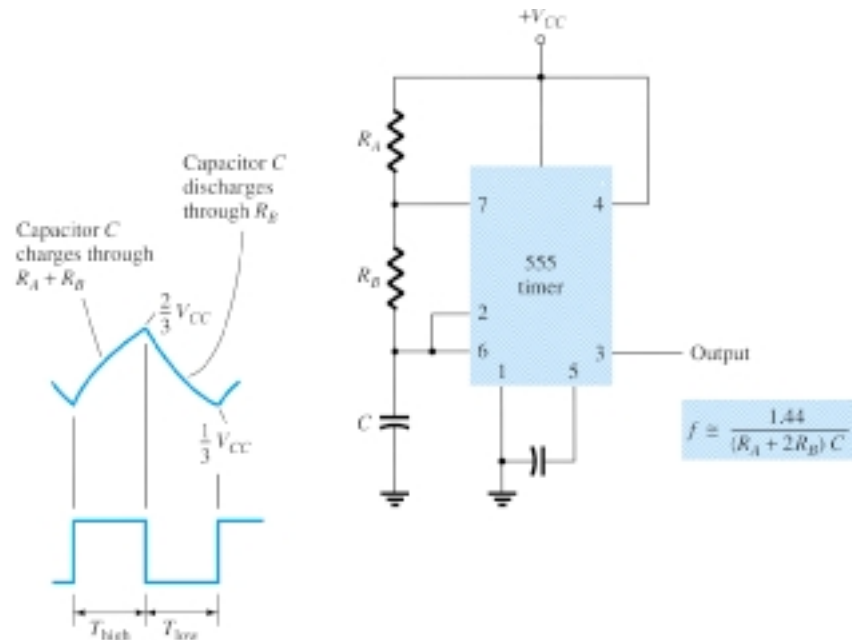 +V_CC
R_A
Capacitor C
discharges
through R_B
Capacitor C
charges through
R_A + R_B
7
4
R_B
555
timer
2/3 V_CC
2
6
3
Output
1
5
C
1/3 V_CC
f ≅ 1.44 / (R_A + 2R_B) C
T_high
T_low